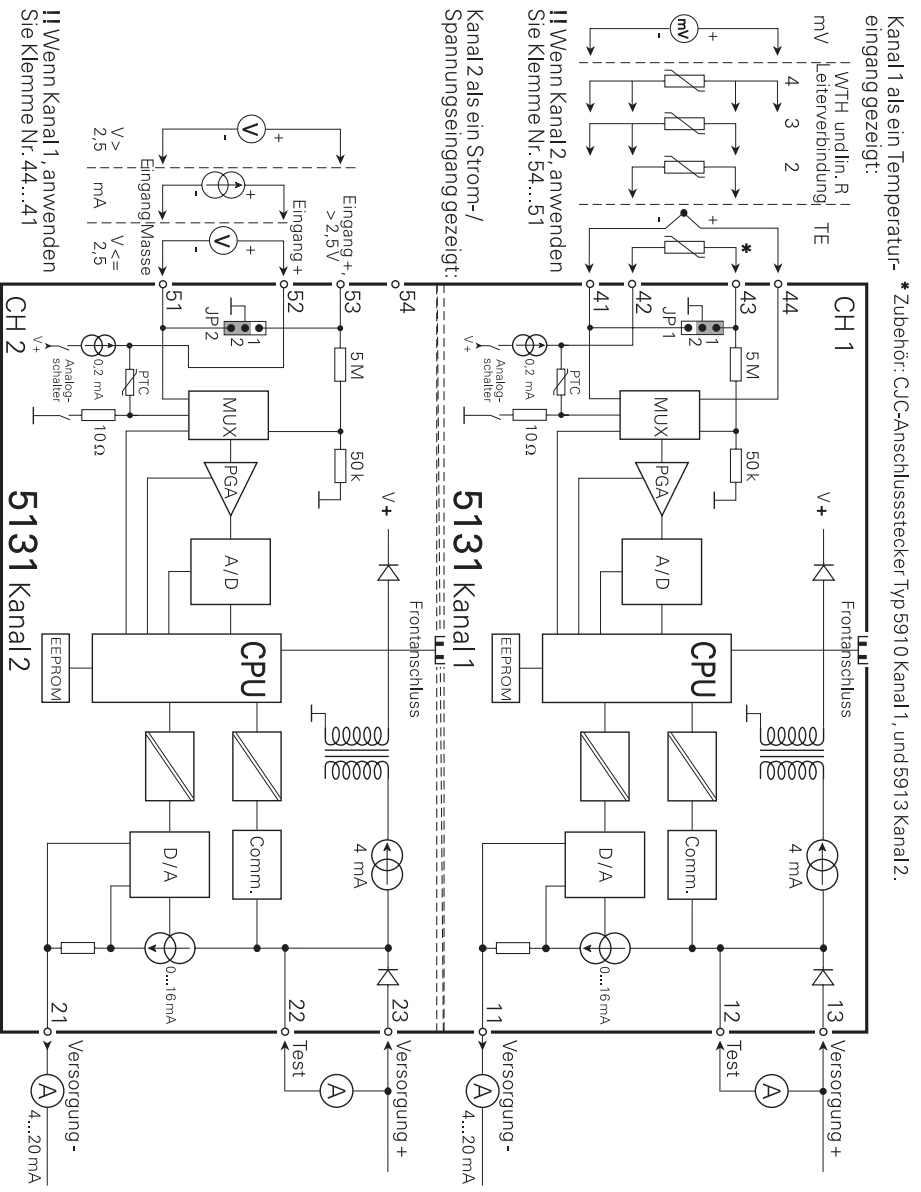 * Zubehör: CJC-Anschlussstecker Typ 5910 Kanal 1, und 5913 Kanal 2.
Kanal 1 als ein Temperatur-
eingang gezeigt:
mV
WTH und lin. R
Leiterverbindung
4
3
2
TE
mV
+
-
+
-
*
!! Wenn Kanal 2, anwenden
Sie Klemme Nr. 54...51
CH 1
44
43
42
41
JP 1
1
2
5 M
50 k
PTC
0,2 mA
V+
Analog-
schalter
10 Ω
MUX
PGA
A/D
V+
Frontanschluss
CPU
EEPROM
Comm.
D/A
4 mA
0...16 mA
5131 Kanal 1
13
12
11
Versorgung +
Test
A
Versorgung -
A
4...20 mA
Kanal 2 als ein Strom-/
Spannungseingang gezeigt:
Eingang +,
> 2,5 V
Eingang +
Eingang Masse
V
+
-
+
-
V
+
-
V >
2,5
mA
V <=
2,5
!! Wenn Kanal 1, anwenden
Sie Klemme Nr. 44...41
CH 2
54
53
52
51
JP 2
1
2
5 M
50 k
PTC
0,2 mA
V+
Analog-
schalter
10 Ω
MUX
PGA
A/D
V+
Frontanschluss
CPU
EEPROM
Comm.
D/A
4 mA
0...16 mA
5131 Kanal 2
23
22
21
Versorgung +
Test
A
Versorgung -
A
4...20 mA